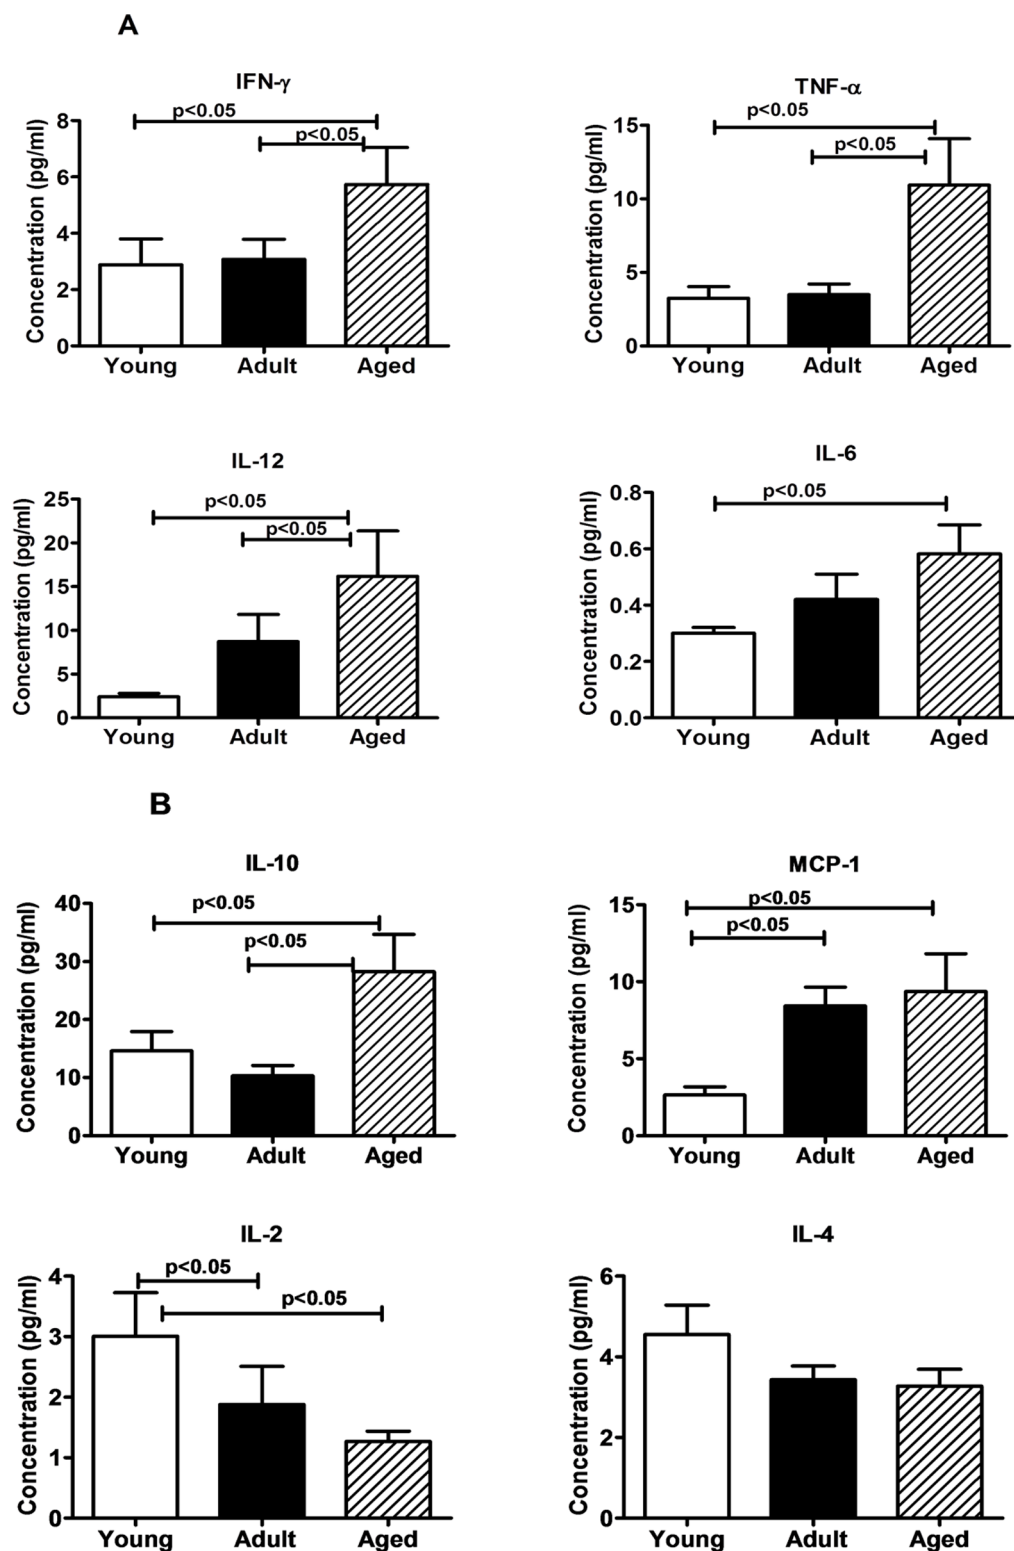 A
IFN-γ
p<0.05
p<0.05
Concentration (pg/ml)
8
6
4
2
0
Young Adult Aged
TNF-α
p<0.05
p<0.05
Concentration (pg/ml)
15
10
5
0
Young Adult Aged
IL-12
p<0.05
p<0.05
Concentration (pg/ml)
25
20
15
10
5
0
Young Adult Aged
IL-6
p<0.05
Concentration (pg/ml)
0.8
0.6
0.4
0.2
0.0
Young Adult Aged
B
IL-10
p<0.05
p<0.05
Concentration (pg/ml)
40
30
20
10
0
Young Adult Aged
MCP-1
p<0.05
p<0.05
Concentration (pg/ml)
15
10
5
0
Young Adult Aged
IL-2
p<0.05
p<0.05
Concentration (pg/ml)
4
3
2
1
0
Young Adult Aged
IL-4
Concentration (pg/ml)
6
4
2
0
Young Adult Aged